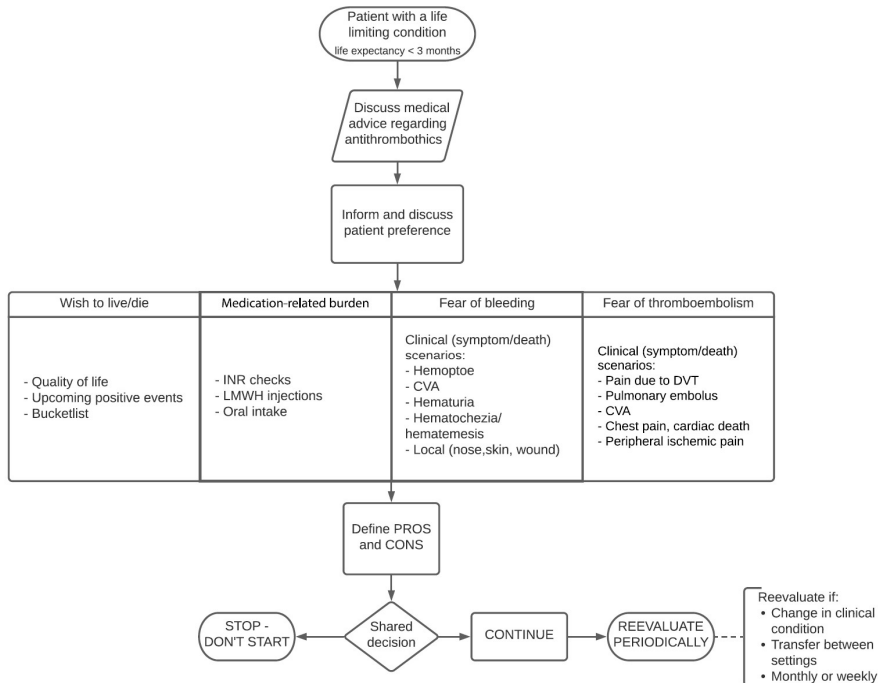 Patient with a life
limiting condition
life expectancy < 3 months
Discuss medical
advice regarding
antithrombothics
Inform and discuss
patient preference
Wish to live/die
- Quality of life
- Upcoming positive events
- Bucketlist
Medication-related burden
- INR checks
- LMWH injections
- Oral intake
Fear of bleeding
Clinical (symptom/death)
scenarios:
- Hemoptoe
- CVA
- Hematuria
- Hematochezia/
hematemesis
- Local (nose,skin, wound)
Fear of thromboembolism
Clinical (symptom/death)
scenarios:
- Pain due to DVT
- Pulmonary embolus
- CVA
- Chest pain, cardiac death
- Peripheral ischemic pain
Define PROS
and CONS
Shared
decision
STOP -
DON'T START
CONTINUE
REEVALUATE
PERIODICALLY
Reevaluate if:
• Change in clinical
condition
• Transfer between
settings
• Monthly or weekly